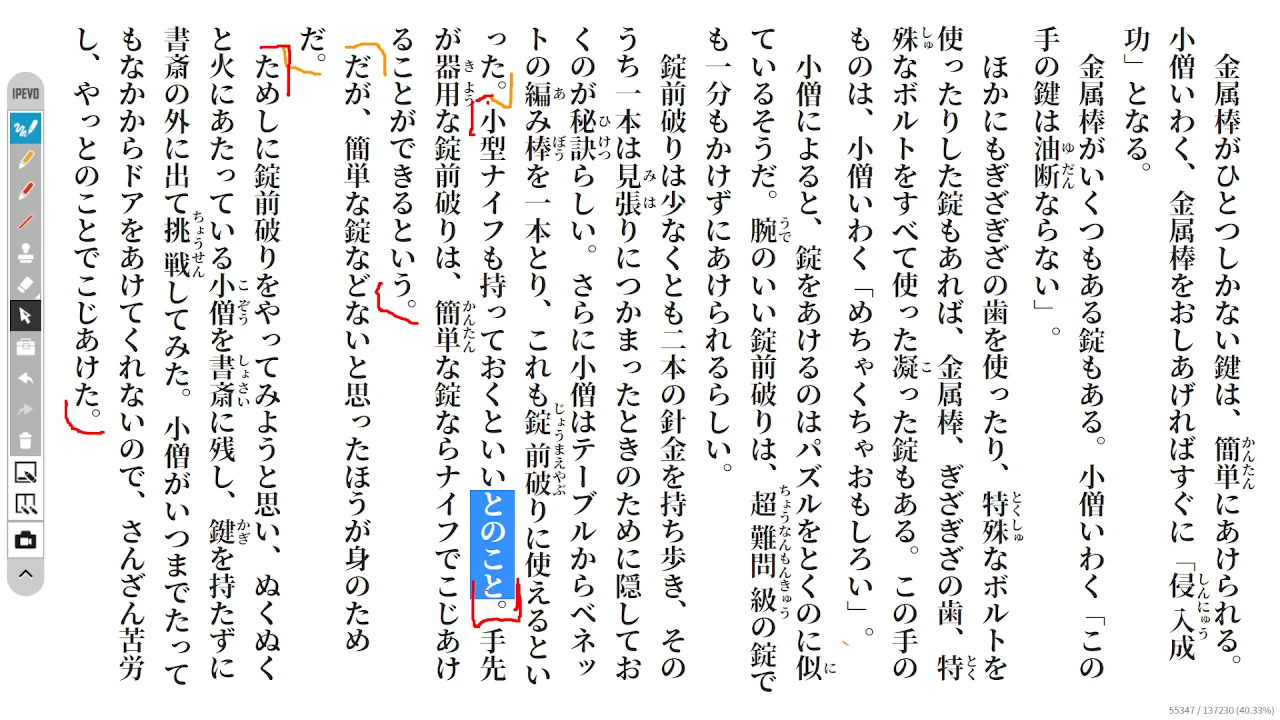 金属棒がひとつしかない鍵は、簡単にあけられる。
小僧いわく、金属棒をおしあげればすぐに「侵入成
功」となる。
金属棒がいくつもある錠もある。小僧いわく「この
手の鍵は油断ならない」。
ほかにもぎざぎざの歯を使ったり、特殊なボルトを
使ったりした錠もあれば、金属棒、ぎざぎざの歯、特
殊なボルトをすべて使った凝った錠もある。この手の
ものは、小僧いわく「めちゃくちゃおもしろい」。
小僧によると、錠をあけるのはパズルをとくのに似
ているそうだ。腕のいい錠前破りは、超難問級の錠で
も一分もかけずにあけられるらしい。
錠前破りは少なくとも二本の針金を持ち歩き、その
うち一本は見張りにつかまったときのために隠してお
くのが秘訣らしい。さらに小僧はテーブルからベネッ
トの編み棒を一本とり、これも錠前破りに使えるとい
った。小型ナイフも持っておくといいとのこと。手先
が器用な錠前破りは、簡単な錠ならナイフでこじあけ
ることができるという。
だが、簡単な錠などないと思ったほうが身のため
だ。
ためしに錠前破りをやってみようと思い、ぬくぬく
と火にあたっている小僧を書斎に残し、鍵を持たずに
書斎の外に出て挑戦してみた。小僧がいつまでたって
もなかからドアをあけてくれないので、さんざん苦労
し、やっとのことでこじあけた。
IPEVO
55347 / 137230 (40.33%)